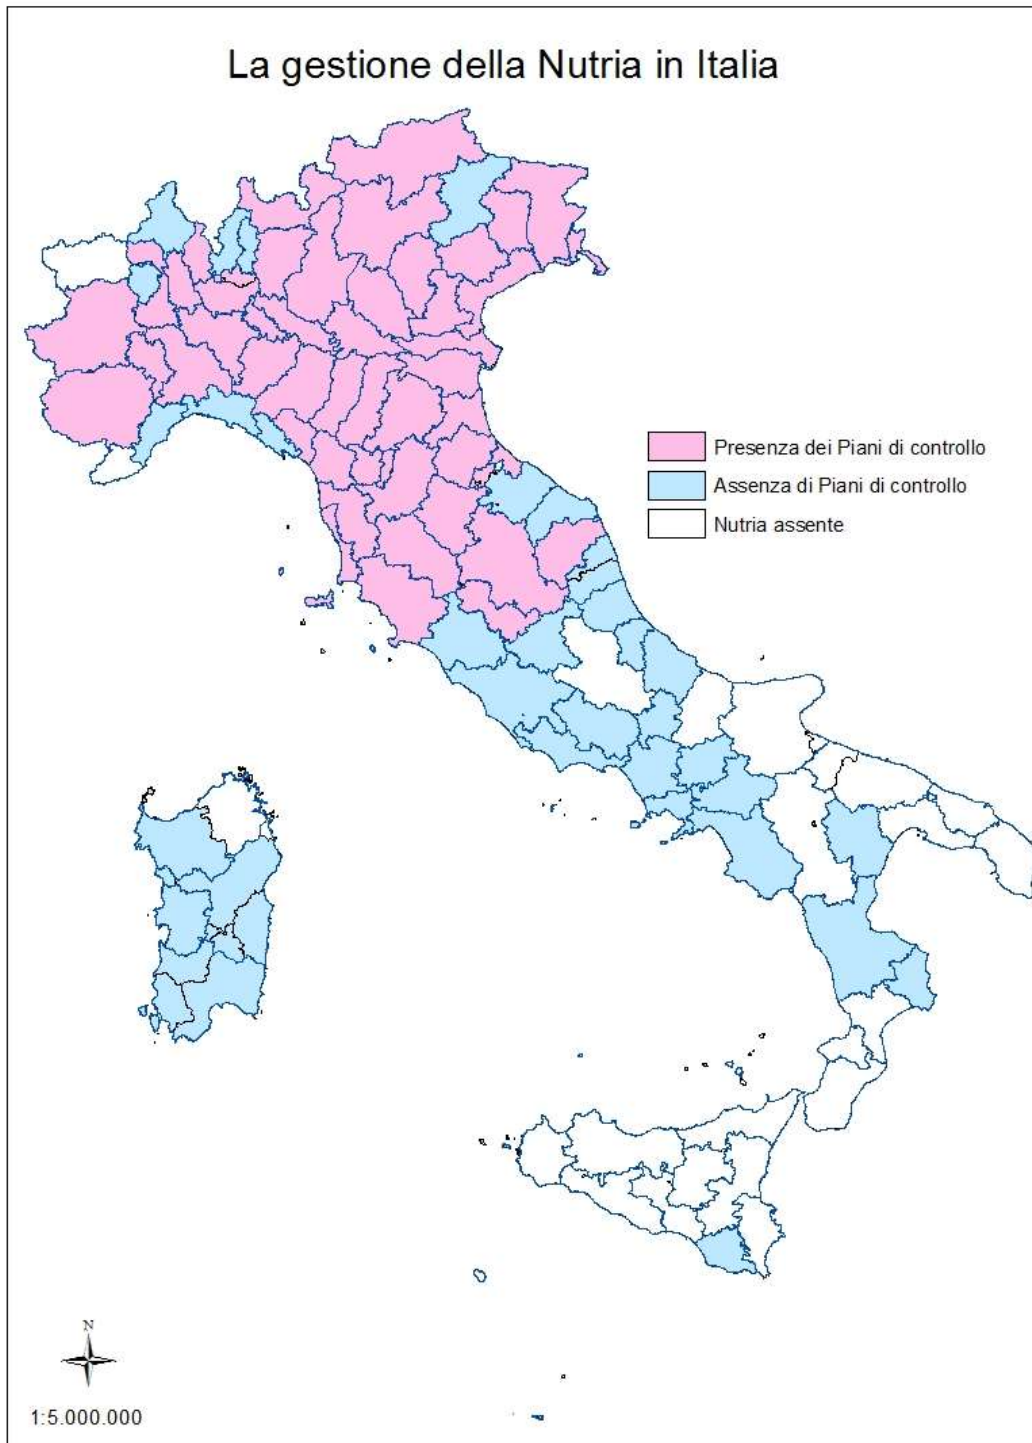 La gestione della Nutria in Italia
Presenza dei Piani di controllo
Assenza di Piani di controllo
Nutria assente
N
1:5.000.000